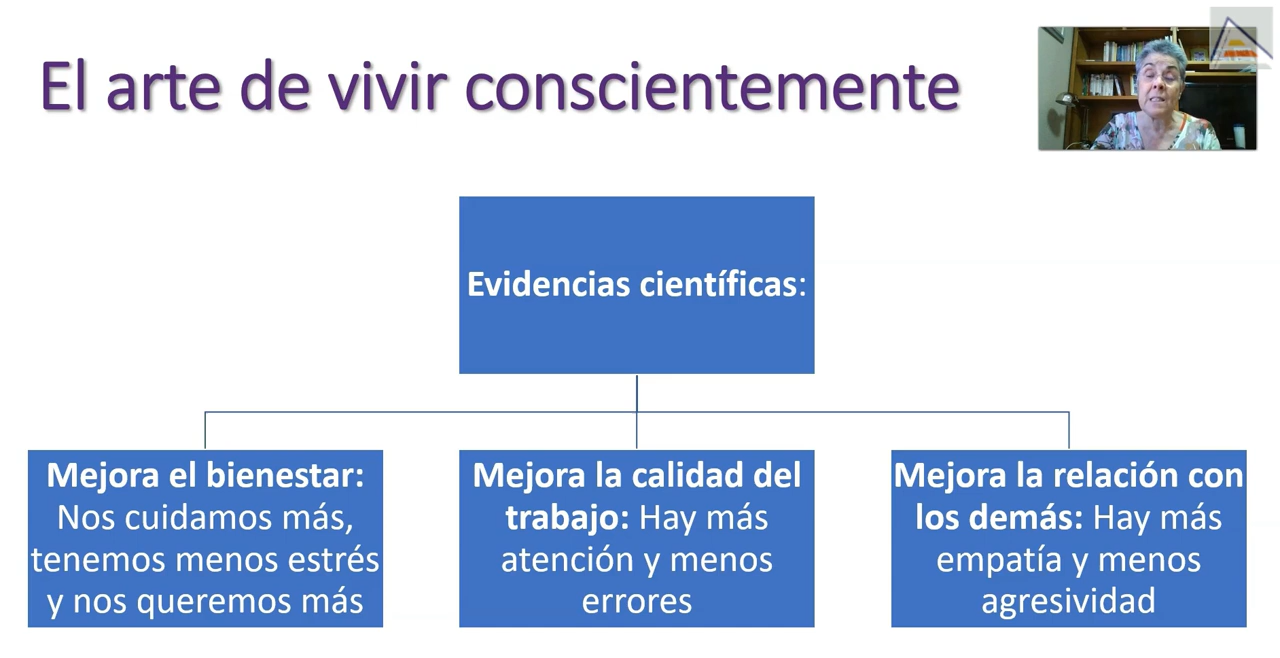 El arte de vivir conscientemente
Evidencias científicas:
Mejora el bienestar:
Nos cuidamos más,
tenemos menos estrés
y nos queremos más
Mejora la calidad del
trabajo: Hay más
atención y menos
errores
Mejora la relación con
los demás: Hay más
empatía y menos
agresividad